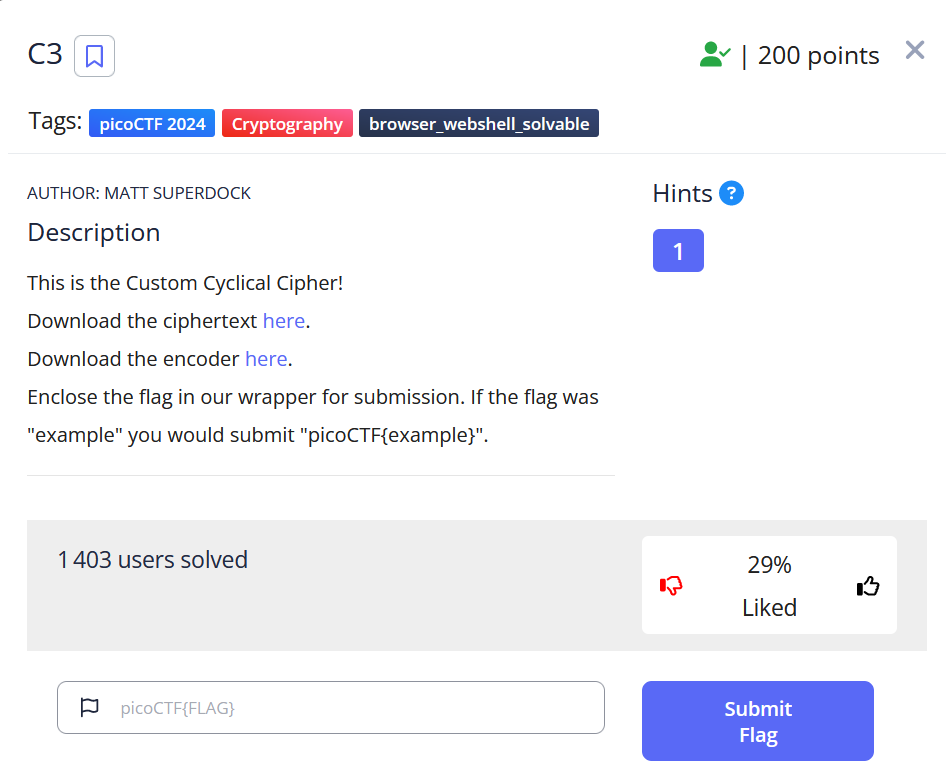 C3
| 200 points
Tags: picoCTF 2024 Cryptography browser_webshell_solvable
AUTHOR: MATT SUPERDOCK
Hints ?
Description
1
This is the Custom Cyclical Cipher!
Download the ciphertext here.
Download the encoder here.
Enclose the flag in our wrapper for submission. If the flag was
"example" you would submit "picoCTF{example}".
1 403 users solved
29%
Liked
picoCTF{FLAG}
Submit
Flag